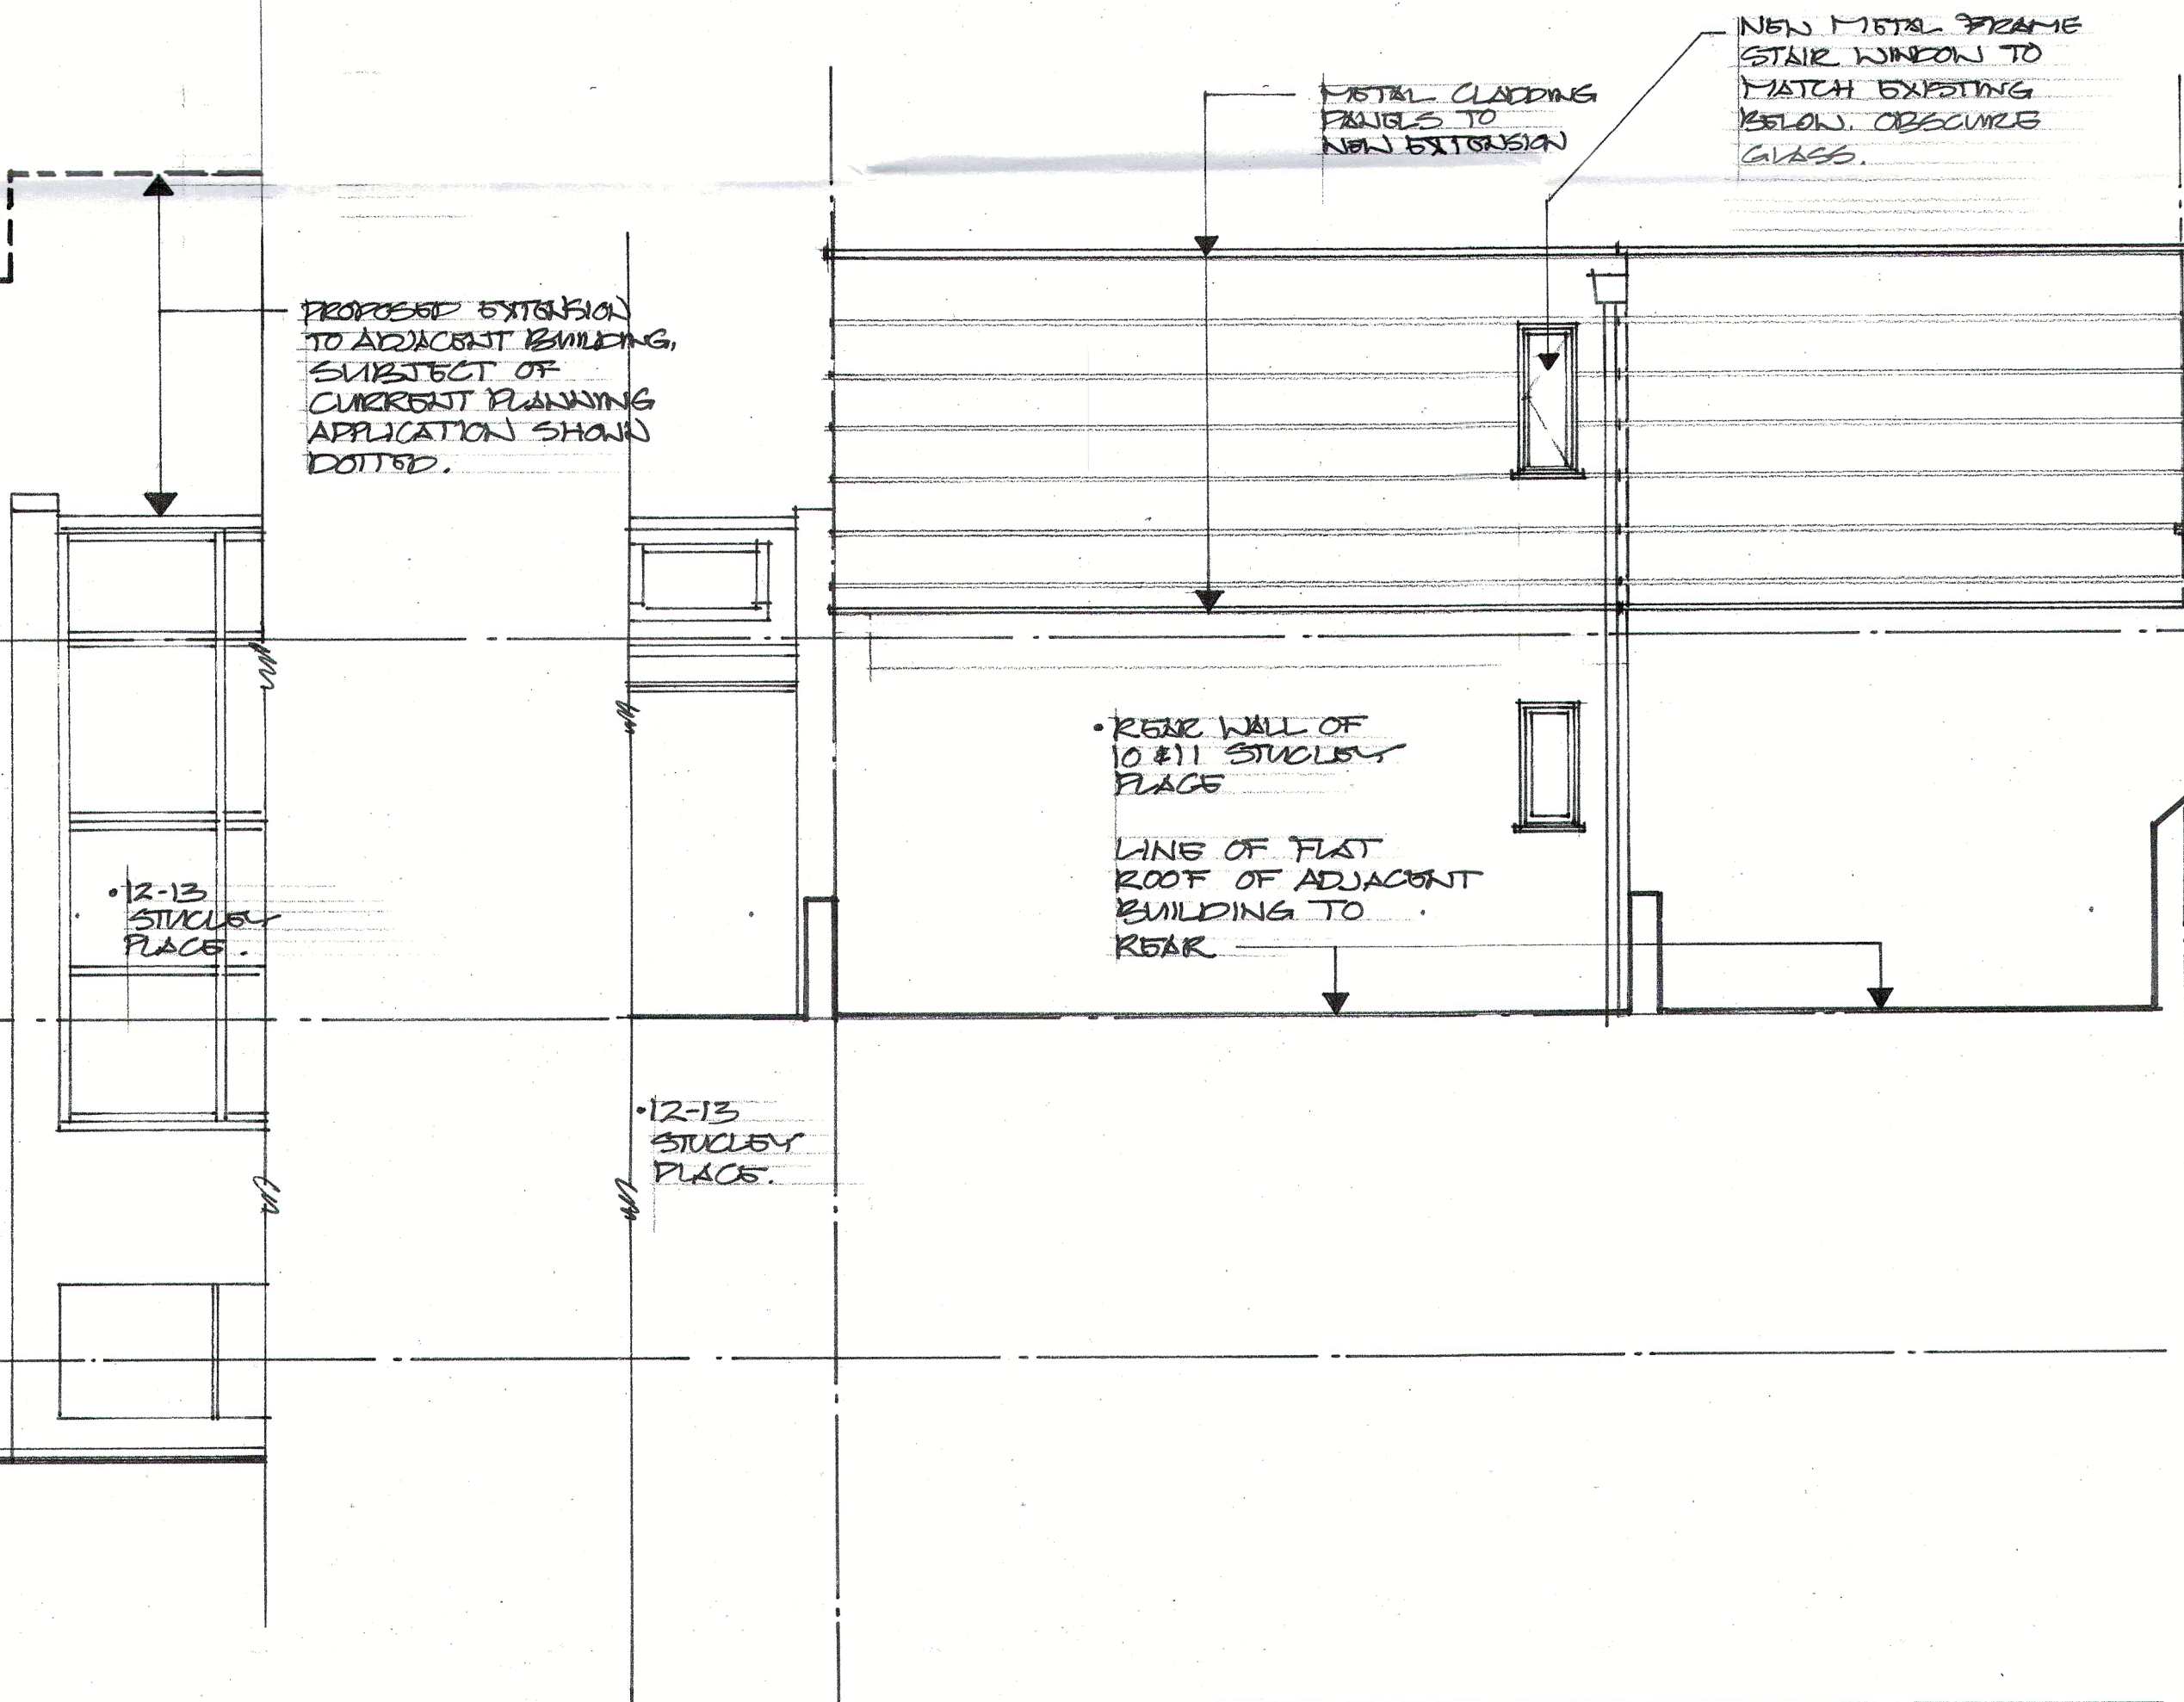 NEW METAL FRAME
STAIR WINDOW TO
MATCH EXISTING
BELOW. OBSCURE
GLASS.
METAL CLADDING
PANELS TO
NEW EXTENSION
PROPOSED EXTENSION
TO ADJACENT BUILDING,
SUBJECT OF
CURRENT PLANNING
APPLICATION SHOWN
DOTTED.
•REAR WALL OF
10 &11 STUCLEY
PLACE
LINE OF FLAT
ROOF OF ADJACENT
BUILDING TO
REAR
•12-13
STUCLEY
PLACE.
•12-13
STUCLEY
PLACE.